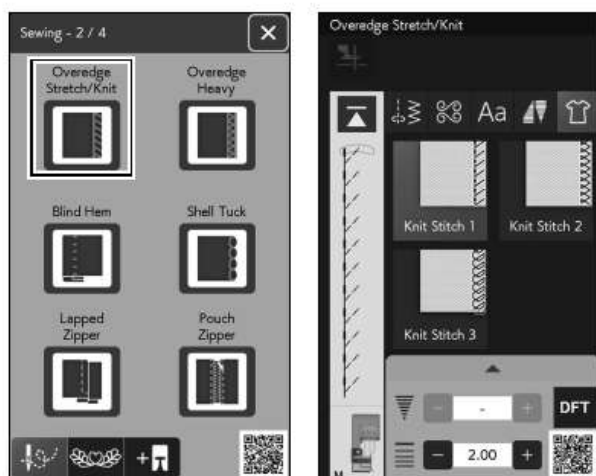 Sewing - 2 / 4
Overedge
Stretch/Knit
Overedge
Heavy
Blind Hem
Shell Tuck
Lapped
Zipper
Pouch
Zipper
Overedge Stretch/Knit
Aa
Knit Stitch 1
Knit Stitch 2
Knit Stitch 3
- - + DFT
- 2.00 +